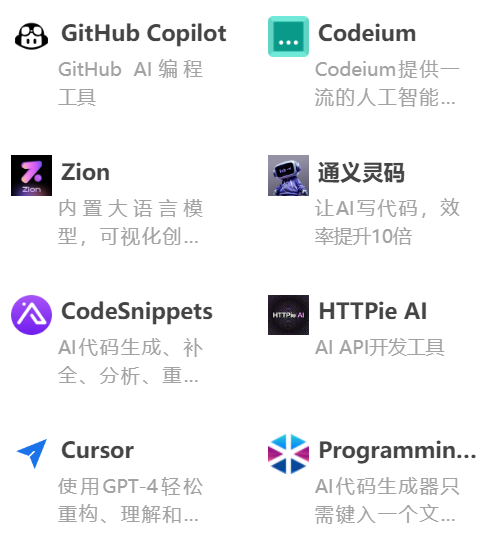 GitHub Copilot
GitHub AI编程
工具
Codeium
Codeium提供一
流的人工智能...
Zion
Zion
内置大语言模
型，可视化创...
通义灵码
让AI写代码，效
率提升10倍
CodeSnippets
AI代码生成、补
全、分析、重...
HTTPie AI
HTTPie AI
AI API开发工具
Cursor
使用GPT-4轻松
重构、理解和...
Programmin...
AI代码生成器只
需键入一个文...